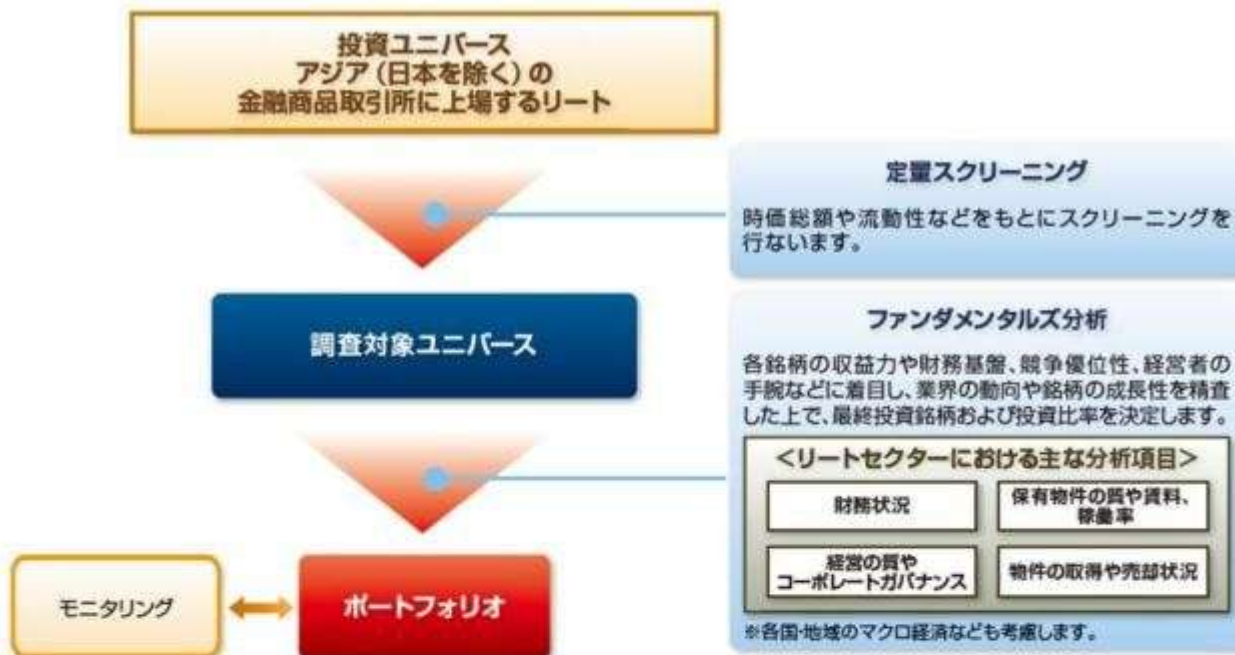 投資ユニバース
アジア（日本を除く）の
金融商品取引所に上場するリート
定量スクリーニング
時価総額や流動性などをもとにスクリーニングを
行ないます。
調査対象ユニバース
ファンダメンタルズ分析
各銘柄の収益力や財務基盤、競争優位性、経営者の
手腕などに着目し、業界の動向や銘柄の成長性を精査
した上で、最終投資銘柄および投資比率を決定します。
＜リートセクターにおける主な分析項目＞
財務状況
保有物件の質や賃料、
稼働率
経営の質や
コーポレートガバナンス
物件の取得や売却状況
※各国・地域のマクロ経済なども考慮します。
モニタリング
ポートフォリオ